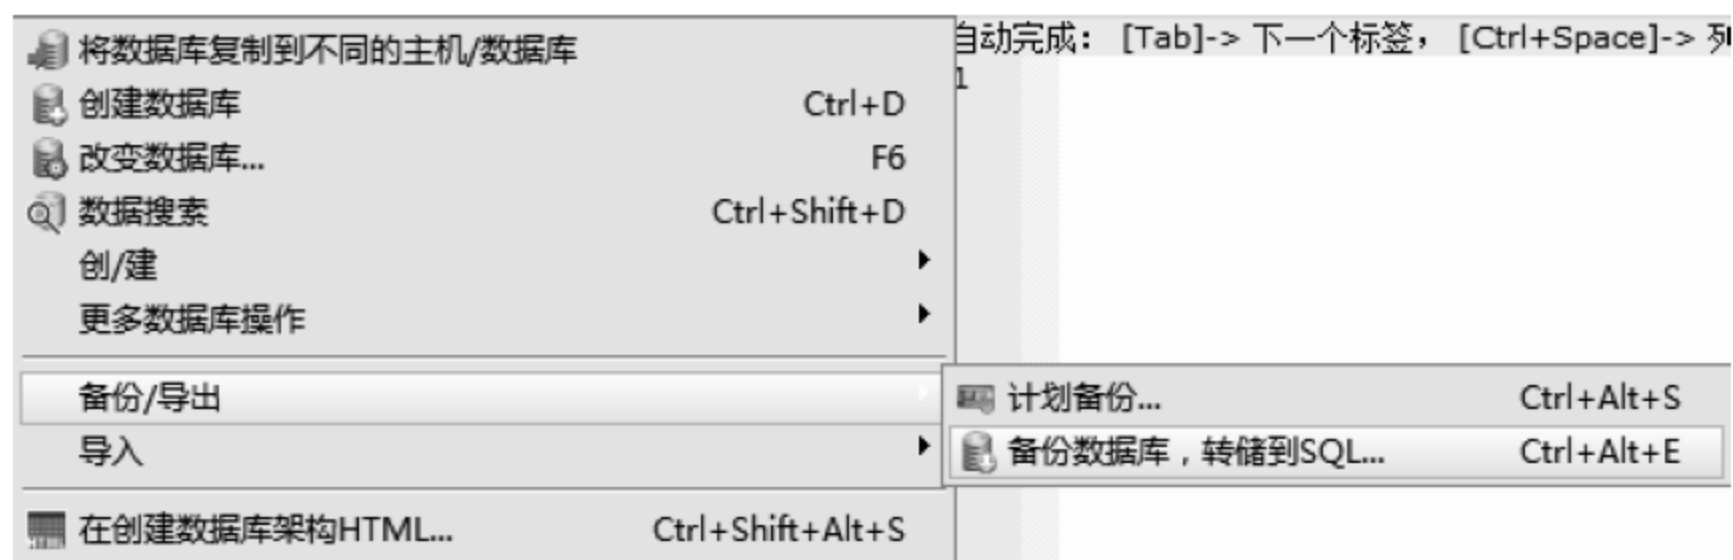 将数据库复制到不同的主机/数据库
创建数据库 Ctrl+D
改变数据库... F6
数据搜索 Ctrl+Shift+D
创/建
更多数据库操作
备份/导出
导入
在创建数据库架构HTML... Ctrl+Shift+Alt+S
自动完成： [Tab]-> 下一个标签， [Ctrl+Space]-> 列
1
计划备份... Ctrl+Alt+S
备份数据库，转储到SQL... Ctrl+Alt+E